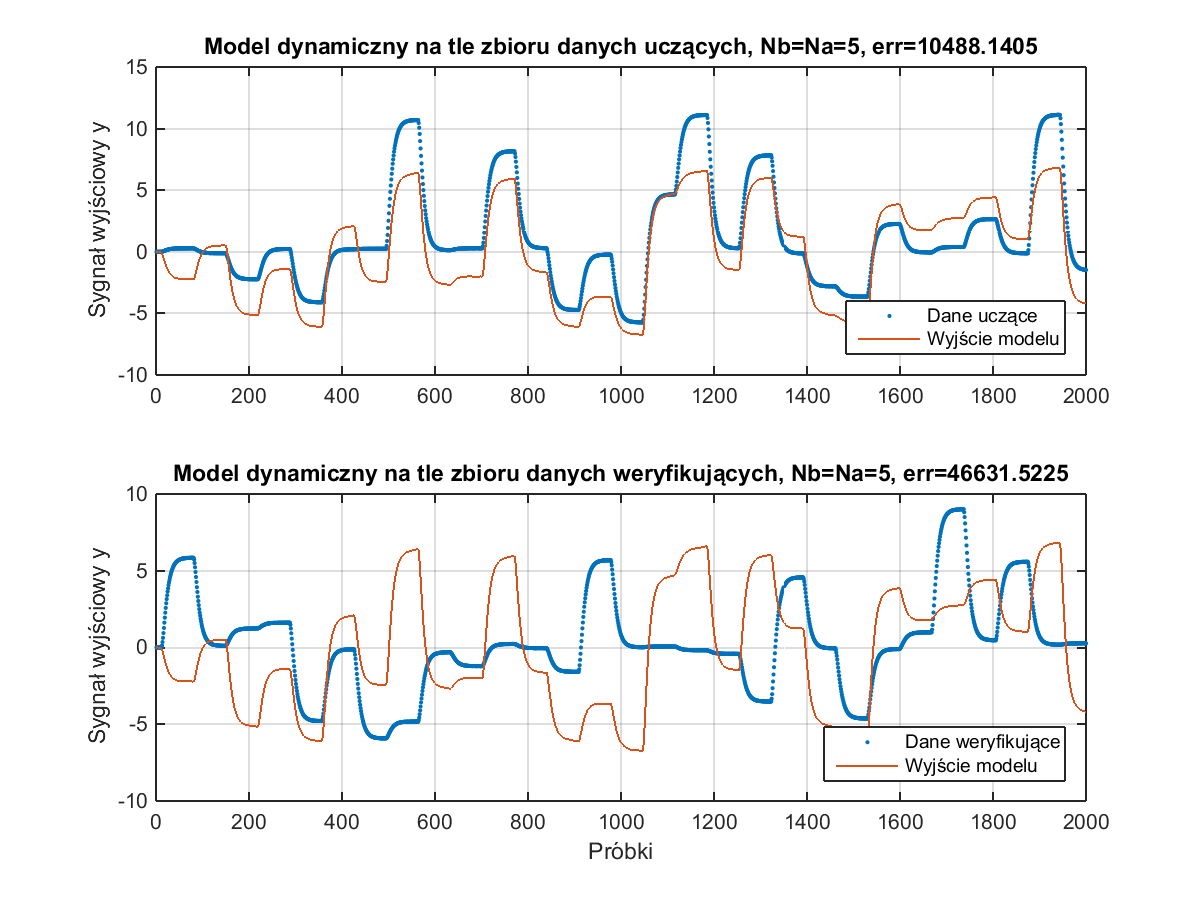 Model dynamiczny na tle zbioru danych uczących, Nb=Na=5, err=10488.1405
15
10
5
0
-5
-10
Sygnał wyjściowy y
0 200 400 600 800 1000 1200 1400 1600 1800 2000
Dane uczące
Wyjście modelu
Model dynamiczny na tle zbioru danych weryfikujących, Nb=Na=5, err=46631.5225
10
5
0
-5
-10
Sygnał wyjściowy y
0 200 400 600 800 1000 1200 1400 1600 1800 2000
Próbki
Dane weryfikujące
Wyjście modelu